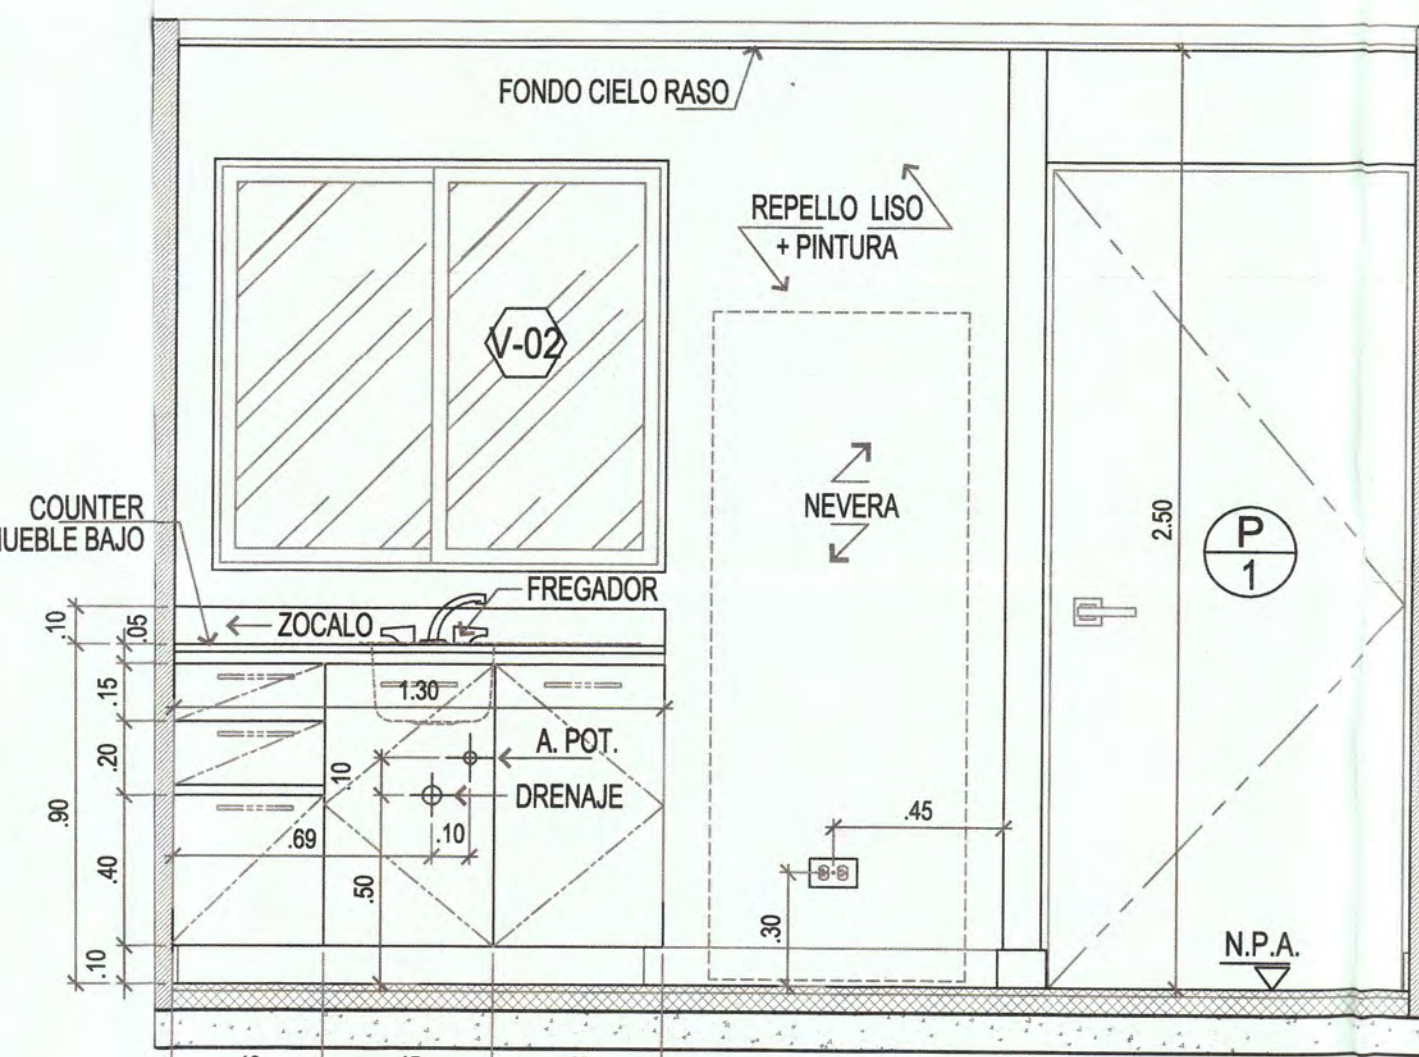 FONDO CIELO RASO
REPELLO LISO
+ PINTURA
V-02
NEVERA
2.50
P
1
COUNTER
MUEBLE BAJO
FREGADOR
ZOCALO
.10
.05
1.30
.15
A. POT.
.20
.10
DRENAJE
.90
.69
.10
.45
.40
.50
.30
.10
N.P.A.